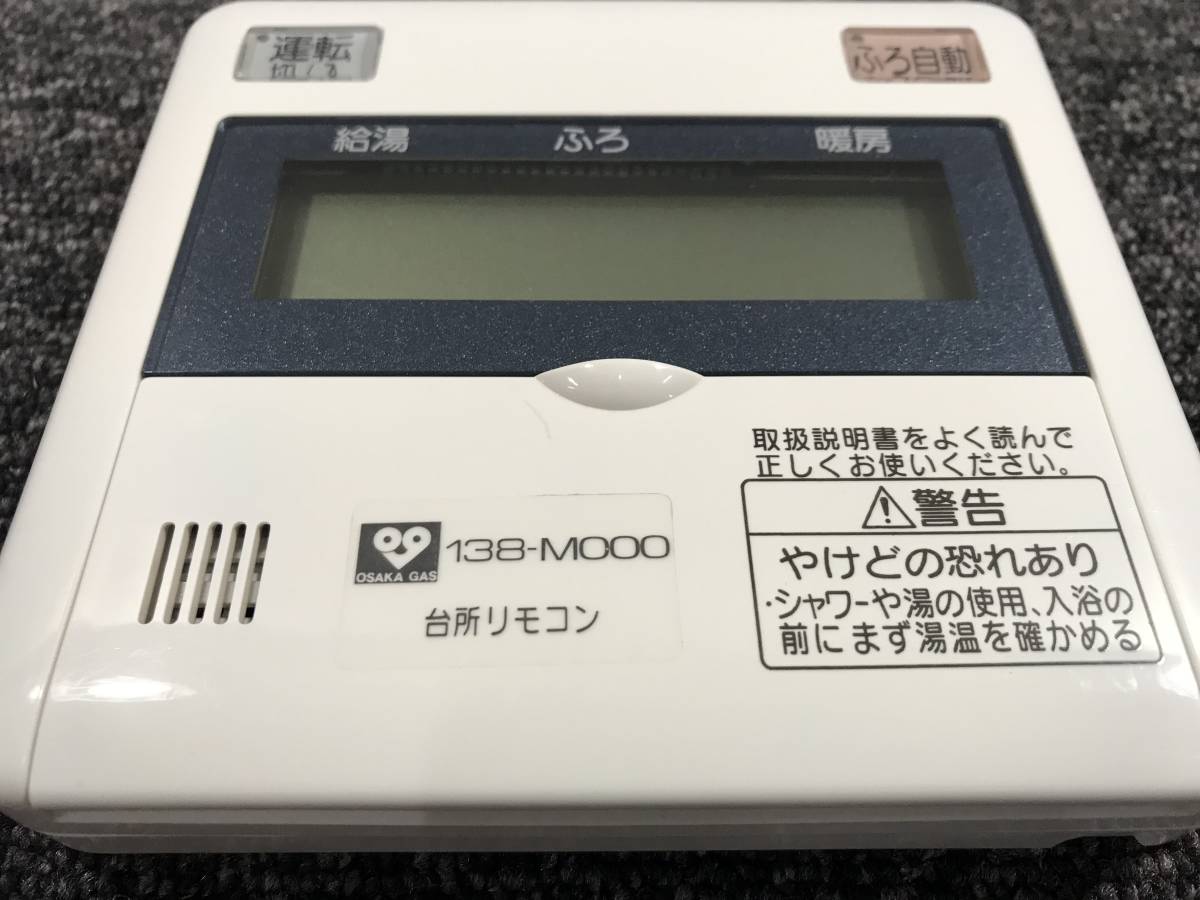 運転
切/入
ふろ自動
給湯 ふろ 暖房
取扱説明書をよく読んで
正しくお使いください。
⚠警告
やけどの恐れあり
・シャワーや湯の使用、入浴の
前にまず湯温を確かめる
138-M000
OSAKA GAS
台所リモコン